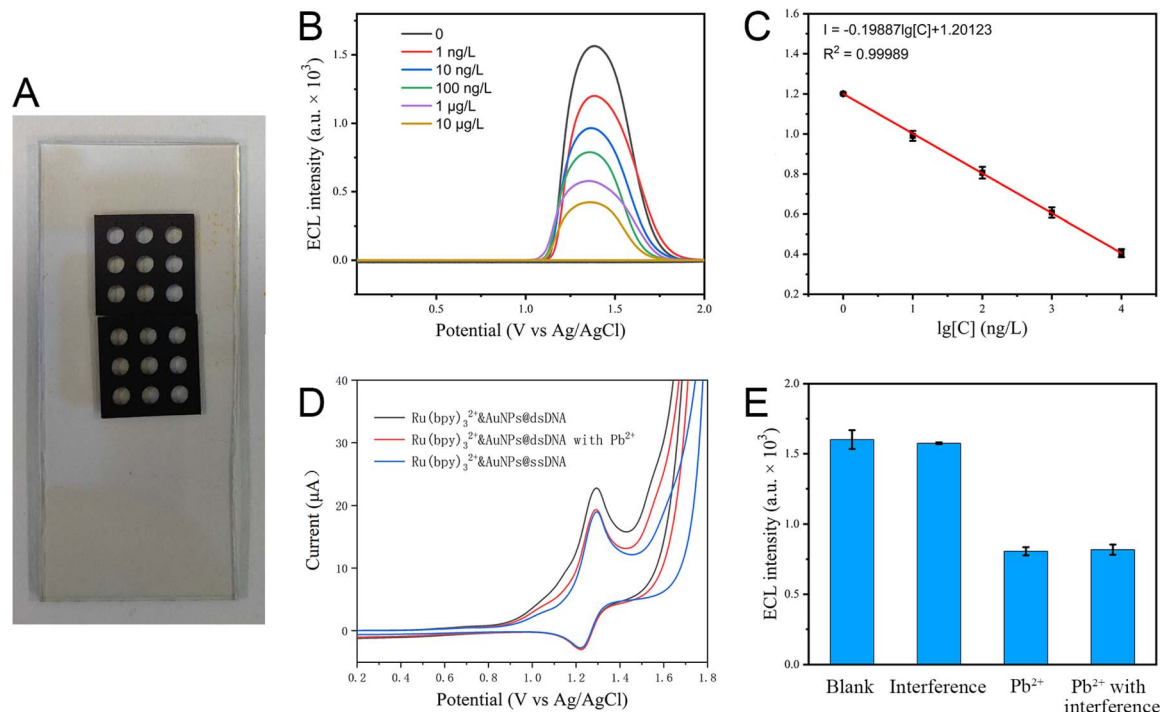 A
B
ECL intensity (a.u. × 10³)
0
1 ng/L
10 ng/L
100 ng/L
1 µg/L
10 µg/L
1.5
1.0
0.5
0.0
0.5
1.0
1.5
2.0
Potential (V vs Ag/AgCl)
C
I = -0.19887lg[C]+1.20123
R² = 0.99989
ECL intensity (a.u. × 10³)
1.6
1.4
1.2
1.0
0.8
0.6
0.4
0.2
0
1
2
3
4
lg[C] (ng/L)
D
Ru(bpy)₃²⁺&AuNPs@dsDNA
Ru(bpy)₃²⁺&AuNPs@dsDNA with Pb²⁺
Ru(bpy)₃²⁺&AuNPs@ssDNA
Current (µA)
40
30
20
10
0
0.2
0.4
0.6
0.8
1.0
1.2
1.4
1.6
1.8
Potential (V vs Ag/AgCl)
E
ECL intensity (a.u. × 10³)
2.0
1.5
1.0
0.5
0.0
Blank
Interference
Pb²⁺
Pb²⁺ with
interference